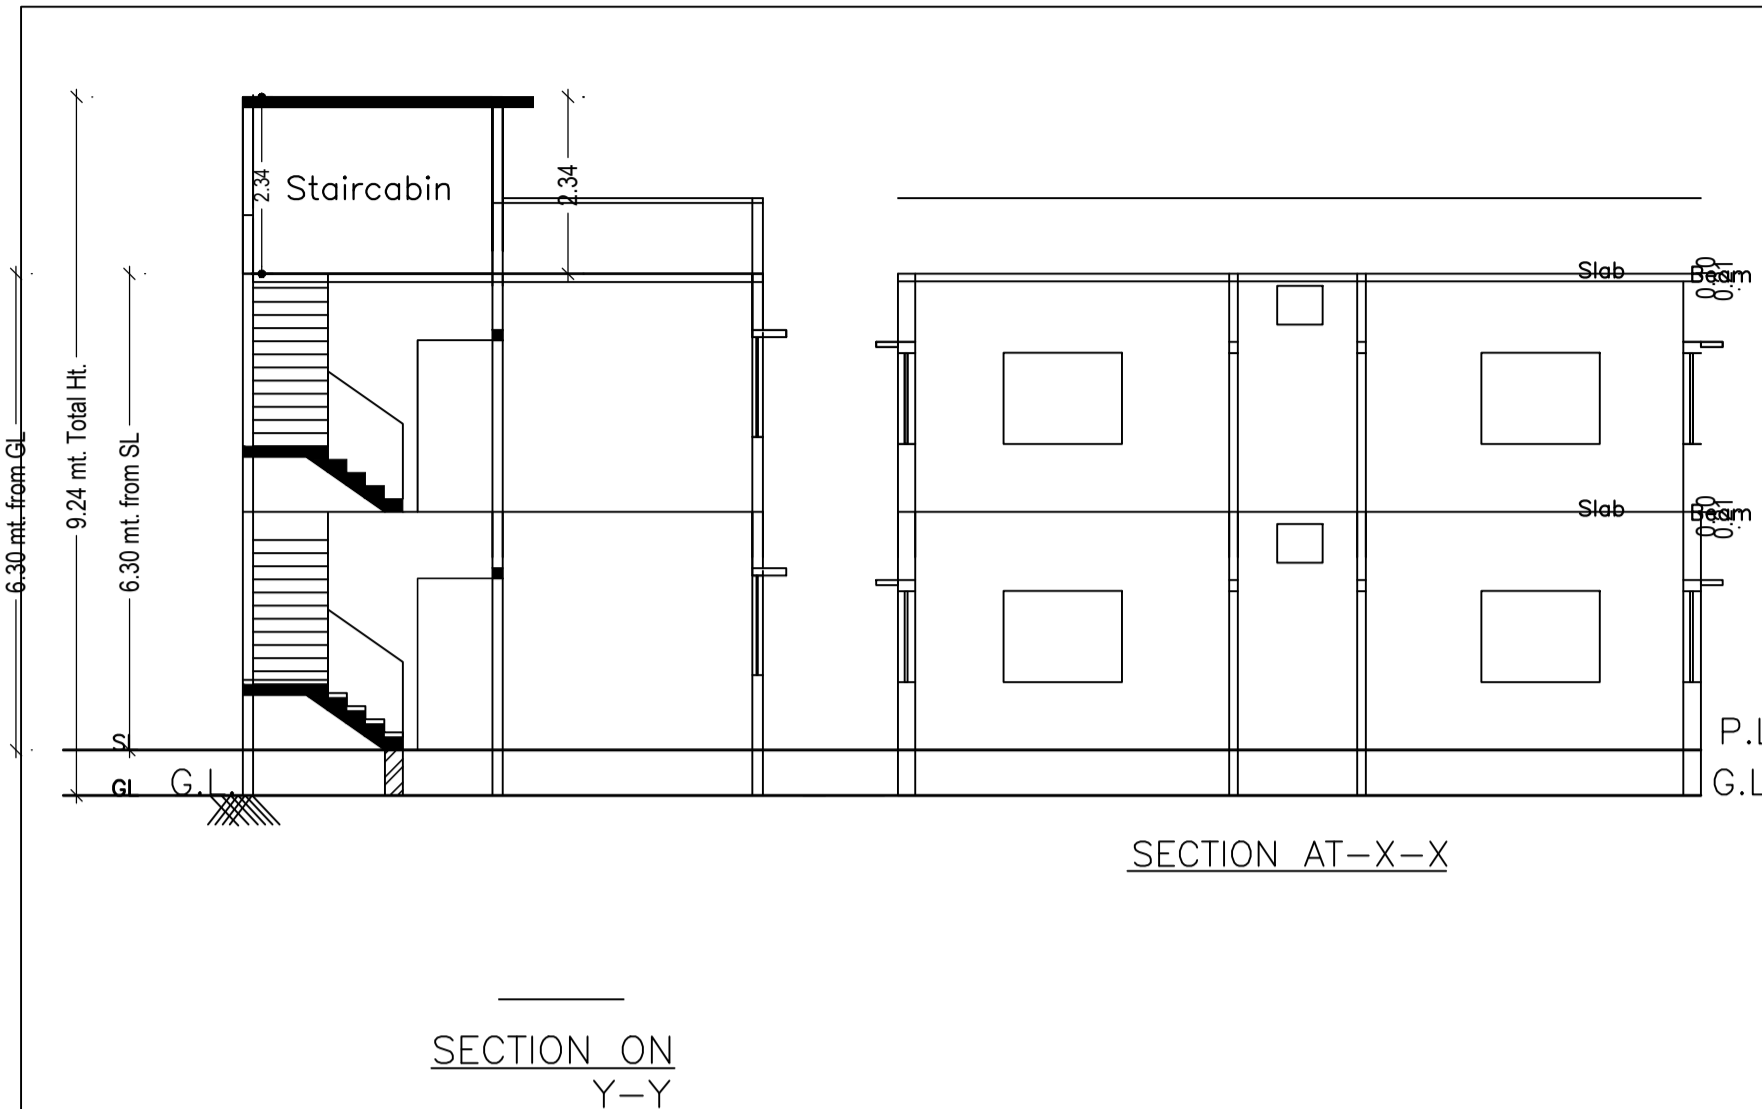 2.34
Staircabin
2.34
Slab
Beam
6.30 mt. from GL
9.24 mt. Total Ht.
6.30 mt. from SL
Slab
Beam
SL
P.L
GL
G.L.
G.L
SECTION AT-X-X
SECTION ON
Y-Y